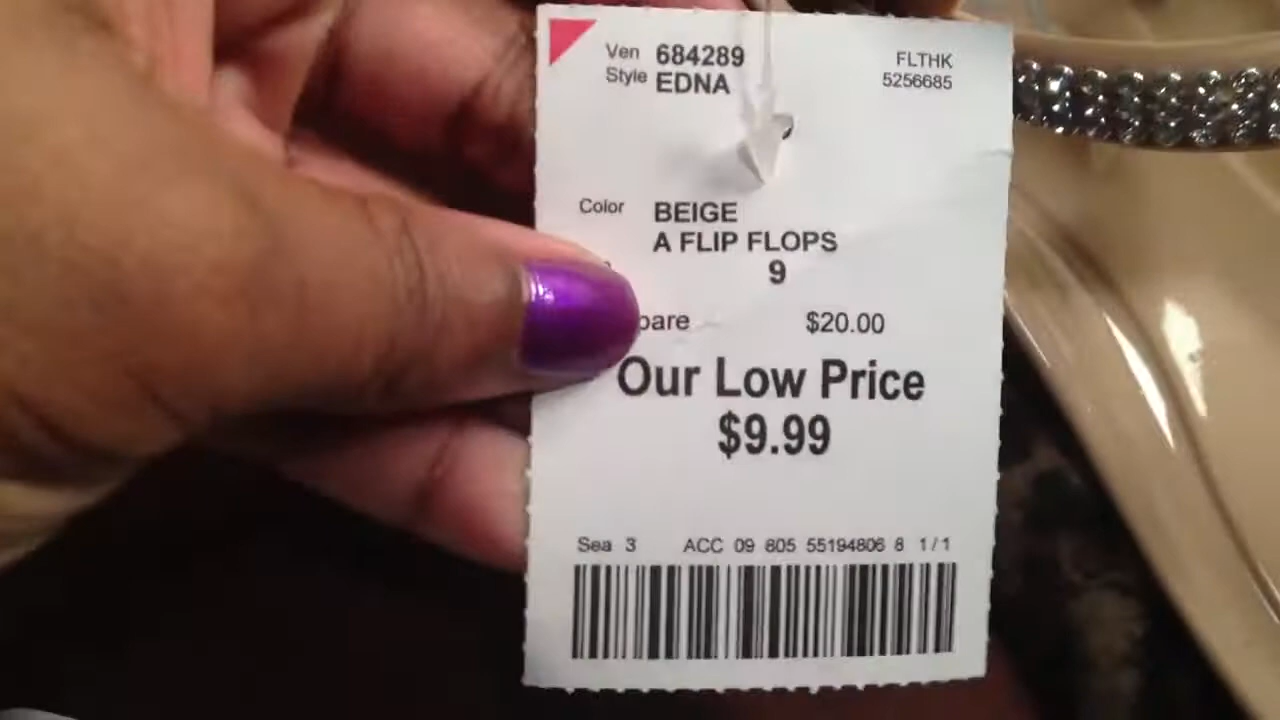 Ven 684289 FLTHK
Style EDNA 5256685
Color BEIGE
A FLIP FLOPS
9
pare $20.00
Our Low Price
$9.99
Sea 3 ACC 09 805 55194806 8 1/1